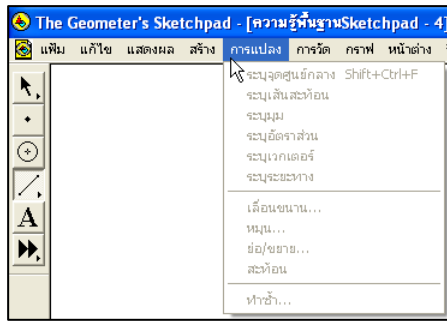 The Geometer's Sketchpad - [ความรู้พื้นฐานSketchpad - 4]
แฟ้ม แก้ไข แสดงผล สร้าง การแปลง การวัด กราฟ หน้าต่าง
ระบุจุดศูนย์กลาง Shift+Ctrl+F
ระบุเส้นสะท้อน
ระบุมุม
ระบุอัตราส่วน
ระบุเวกเตอร์
ระบุระยะทาง
เลื่อนขนาน...
หมุน...
ย่อ/ขยาย...
สะท้อน
ทำซ้ำ...
A